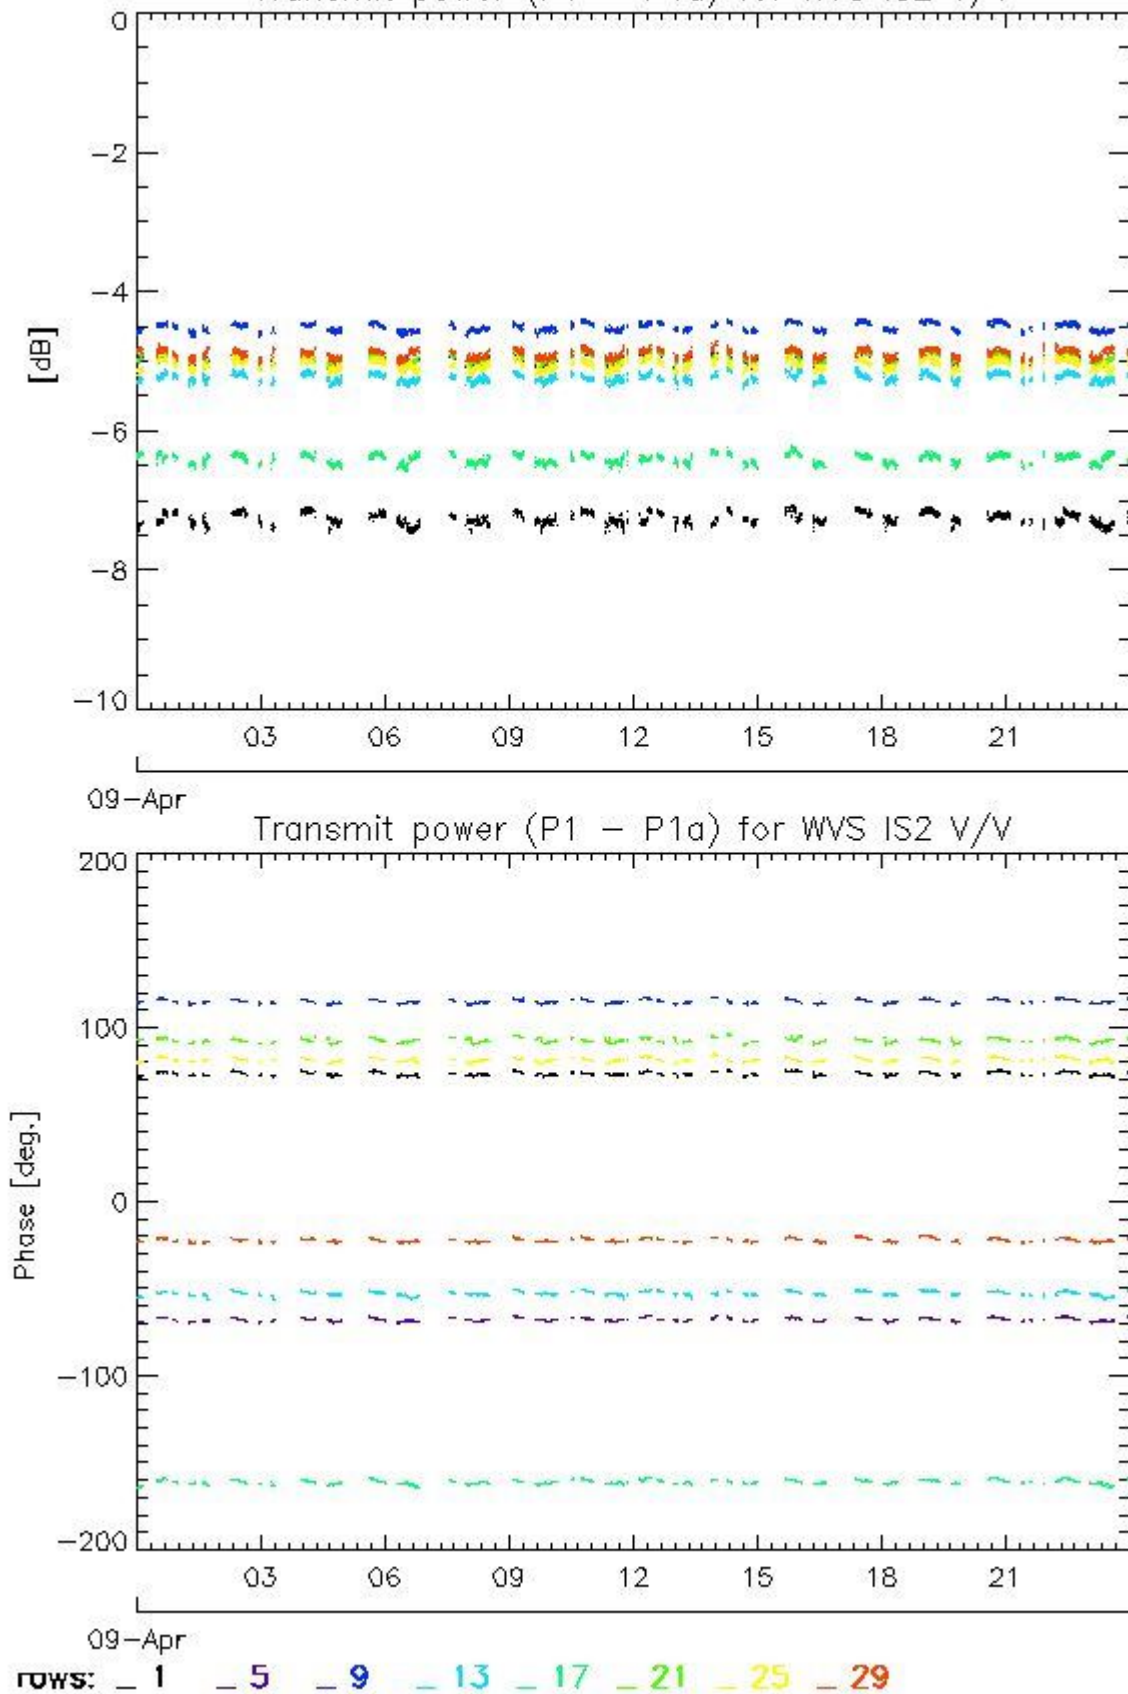 0
−2
−4
[dB]
−6
−8
−10
03 06 09 12 15 18 21
09−Apr
Transmit power (P1 − P1a) for WVS IS2 V/V
200
100
Phase [deg.]
0
−100
−200
03 06 09 12 15 18 21
09−Apr
rows: _ 1 _ 5 _ 9 _ 13 _ 17 _ 21 _ 25 _ 29